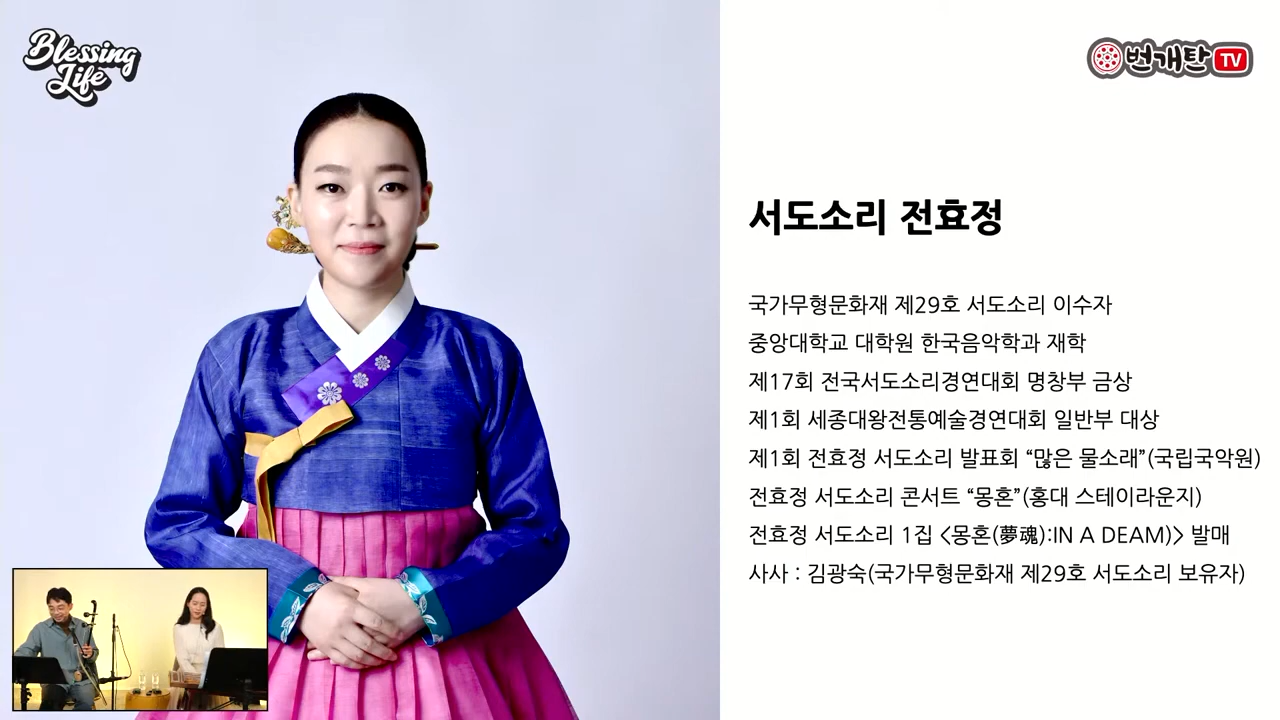 Blessing
Life
번개탄 TV
서도소리 전효정
국가무형문화재 제29호 서도소리 이수자
중앙대학교 대학원 한국음악학과 재학
제17회 전국서도소리경연대회 명창부 금상
제1회 세종대왕전통예술경연대회 일반부 대상
제1회 전효정 서도소리 발표회 “많은 물소래”(국립국악원)
전효정 서도소리 콘서트 “몽혼”(홍대 스테이라운지)
전효정 서도소리 1집 <몽혼(夢魂):IN A DEAM)> 발매
사사 : 김광숙(국가무형문화재 제29호 서도소리 보유자)